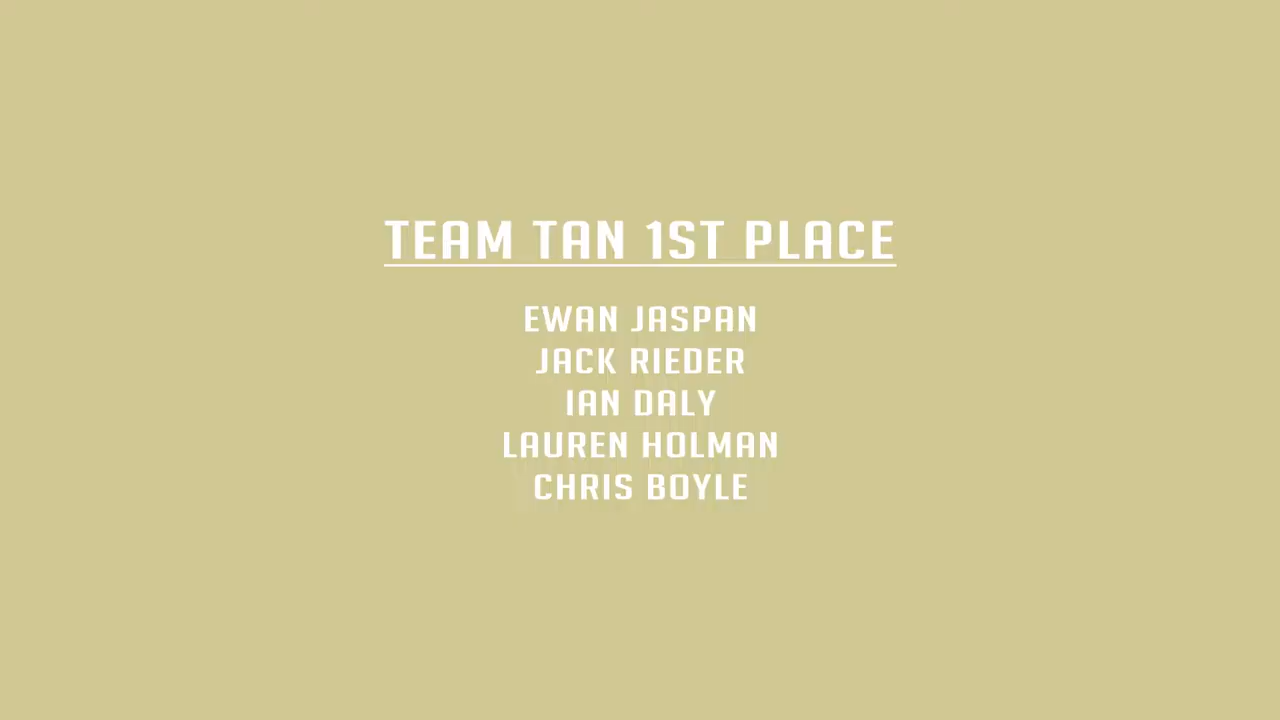 TEAM TAN 1ST PLACE
EWAN JASPAN
JACK RIEDER
IAN DALY
LAUREN HOLMAN
CHRIS BOYLE